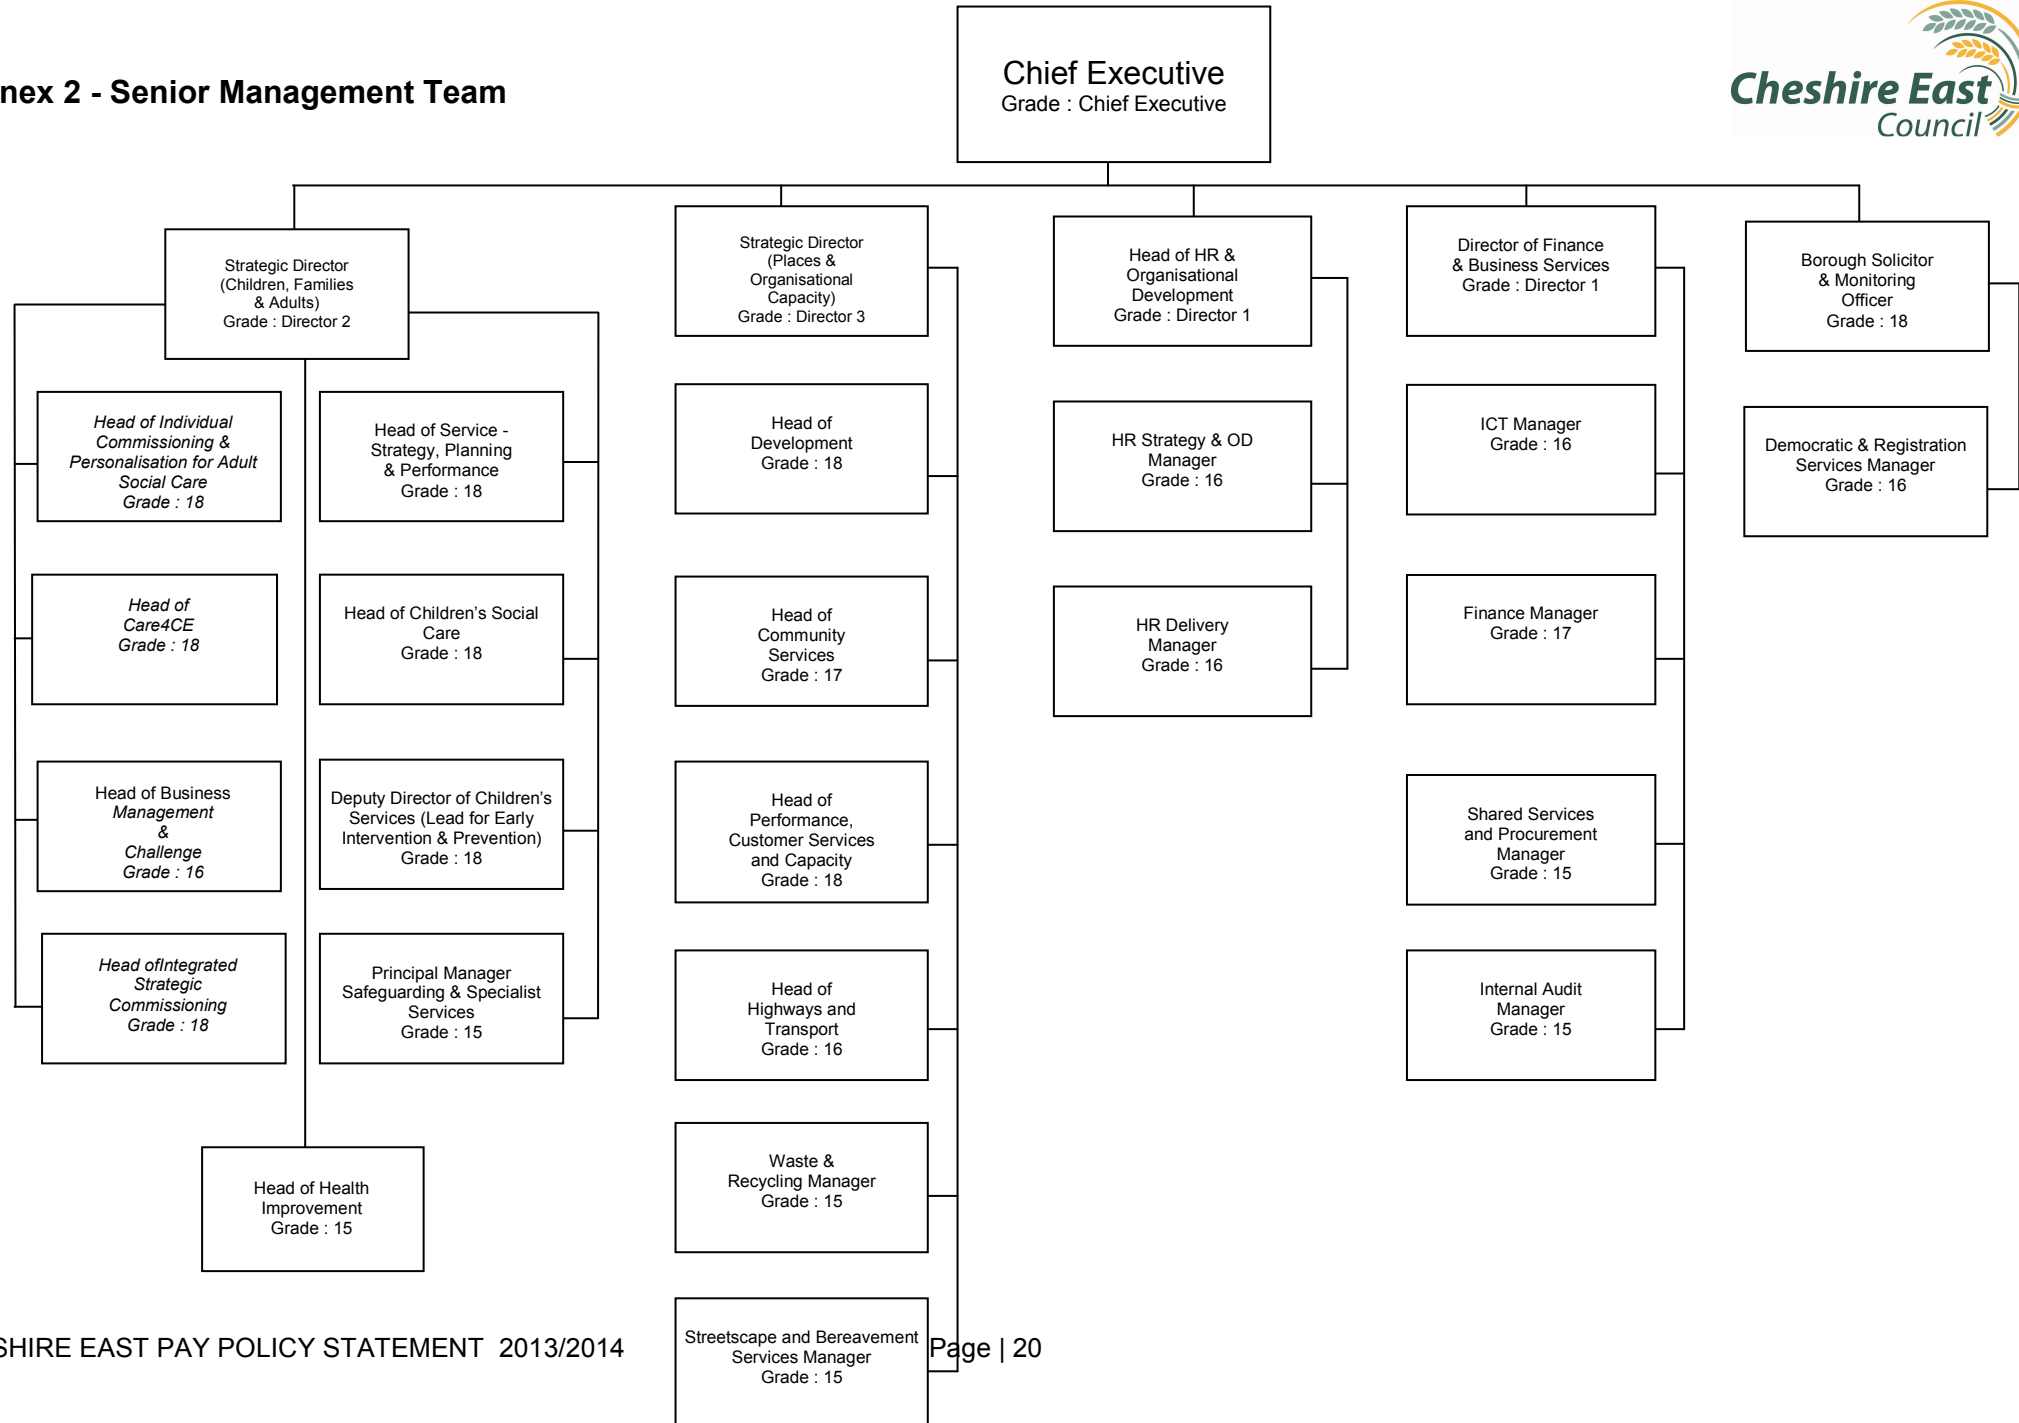 nex 2 - Senior Management Team
Chief Executive
Grade : Chief Executive
Cheshire East
Council
Strategic Director
(Children, Families
& Adults)
Grade : Director 2
Strategic Director
(Places &
Organisational
Capacity)
Grade : Director 3
Head of HR &
Organisational
Development
Grade : Director 1
Director of Finance
& Business Services
Grade : Director 1
Borough Solicitor
& Monitoring
Officer
Grade : 18
Head of Individual
Commissioning &
Personalisation for Adult
Social Care
Grade : 18
Head of Service -
Strategy, Planning
& Performance
Grade : 18
Head of
Development
Grade : 18
HR Strategy & OD
Manager
Grade : 16
ICT Manager
Grade : 16
Democratic & Registration
Services Manager
Grade : 16
Head of
Care4CE
Grade : 18
Head of Children's Social
Care
Grade : 18
Head of
Community
Services
Grade : 17
HR Delivery
Manager
Grade : 16
Finance Manager
Grade : 17
Head of Business
Management
&
Challenge
Grade : 16
Deputy Director of Children's
Services (Lead for Early
Intervention & Prevention)
Grade : 18
Head of
Performance,
Customer Services
and Capacity
Grade : 18
Shared Services
and Procurement
Manager
Grade : 15
Head ofIntegrated
Strategic
Commissioning
Grade : 18
Principal Manager
Safeguarding & Specialist
Services
Grade : 15
Head of
Highways and
Transport
Grade : 16
Internal Audit
Manager
Grade : 15
Head of Health
Improvement
Grade : 15
Waste &
Recycling Manager
Grade : 15
Streetscape and Bereavement
Services Manager
Grade : 15
SHIRE EAST PAY POLICY STATEMENT 2013/2014
Page | 20